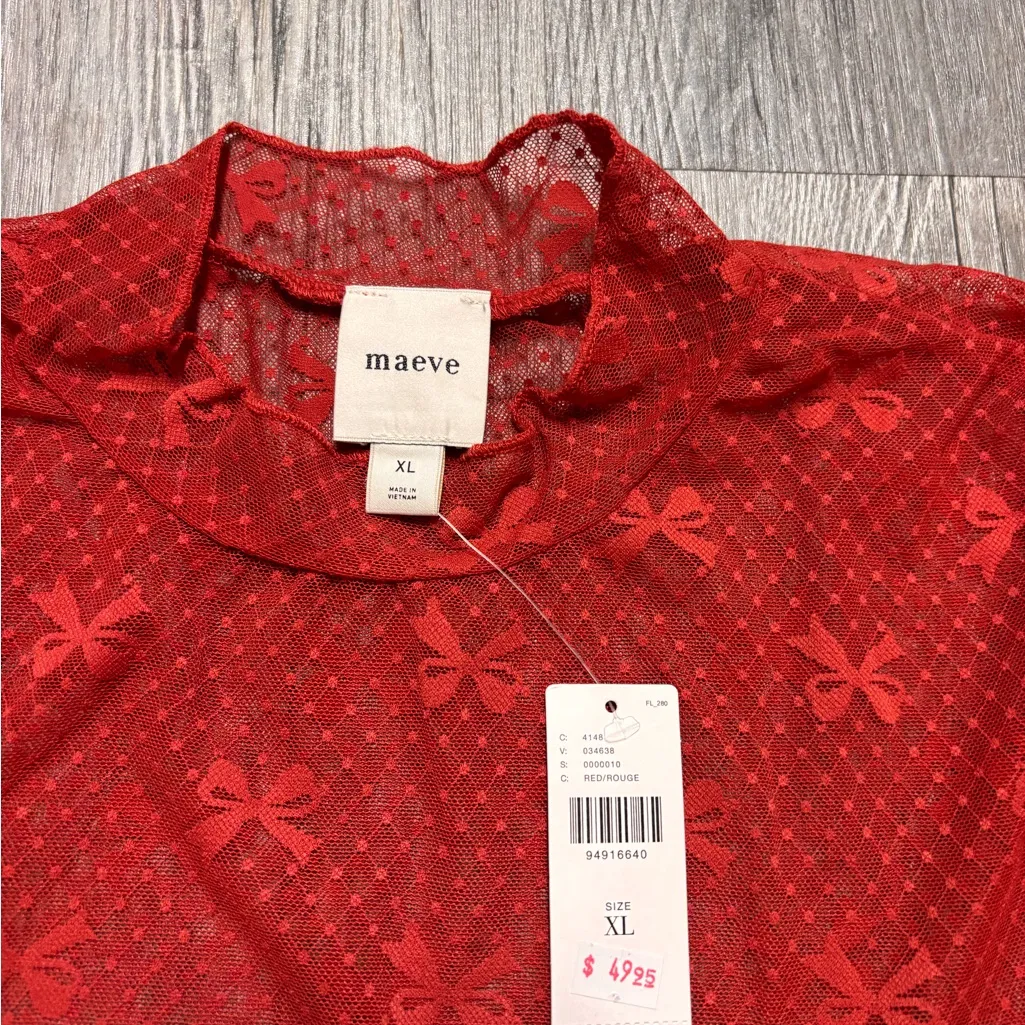 maeve
XL
MADE IN
VIETNAM
FL_280
C: 4148
V: 034638
S: 0000010
C: RED/ROUGE
94916640
SIZE
XL
$ 4925